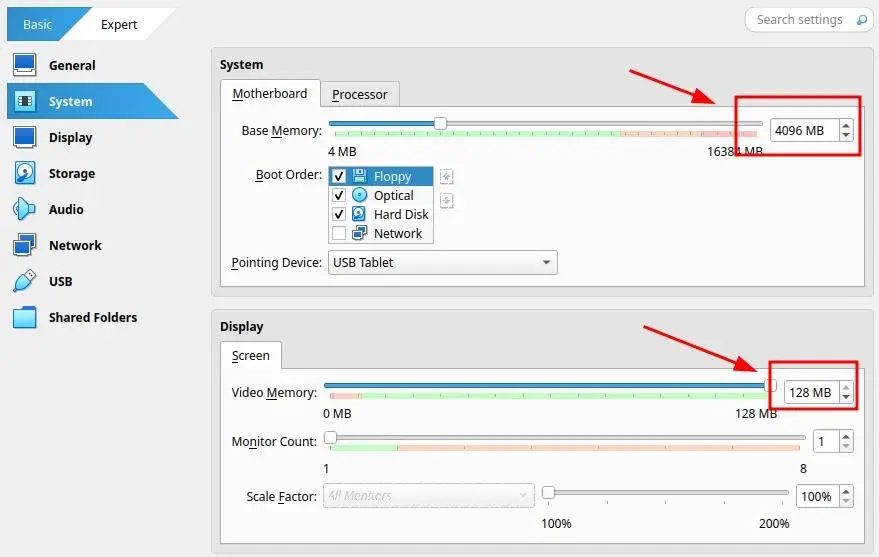 Basic
Expert
Search settings
General
System
Display
Storage
Audio
Network
USB
Shared Folders
System
Motherboard
Processor
Base Memory:
4096 MB
4 MB
16384 MB
Boot Order:
Floppy
Optical
Hard Disk
Network
Pointing Device:
USB Tablet
Display
Screen
Video Memory:
128 MB
0 MB
128 MB
Monitor Count:
1
1
8
Scale Factor:
All Monitors
100%
100%
200%